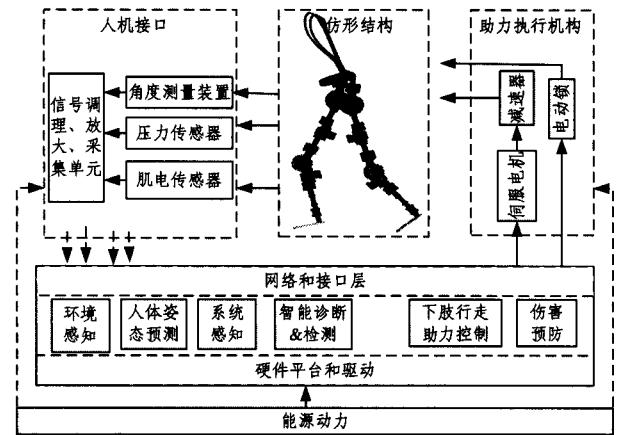 人机接口
仿形结构
助力执行机构
信号调
理、放
大、采
集单元
角度测量装置
压力传感器
肌电传感器
减速器
电动锁
伺服电机
网络和接口层
环境
感知
人体姿
态预测
系统
感知
智能诊断
&检测
下肢行走
助力控制
伤害
预防
硬件平台和驱动
能源动力